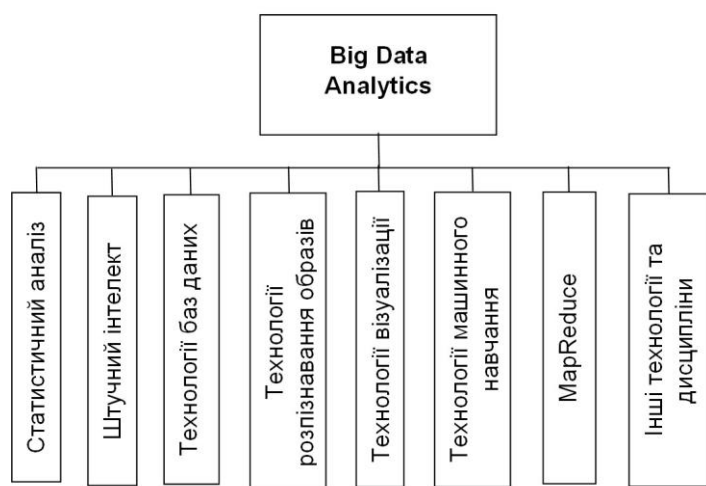 Big Data
Analytics
Статистичний аналіз
Штучний інтелект
Технології баз даних
Технології
розпізнавання образів
Технології візуалізації
Технології машинного
навчання
MapReduce
Інші технології та
дисципліни